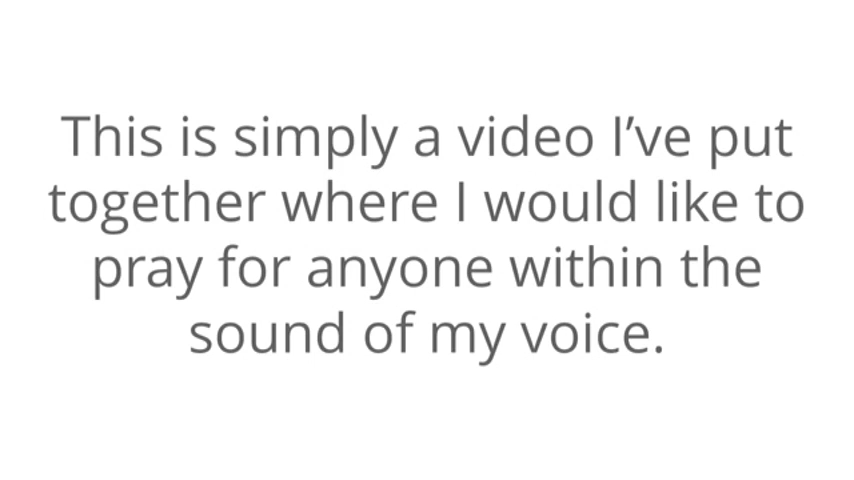 This is simply a video I’ve put
together where I would like to
pray for anyone within the
sound of my voice.